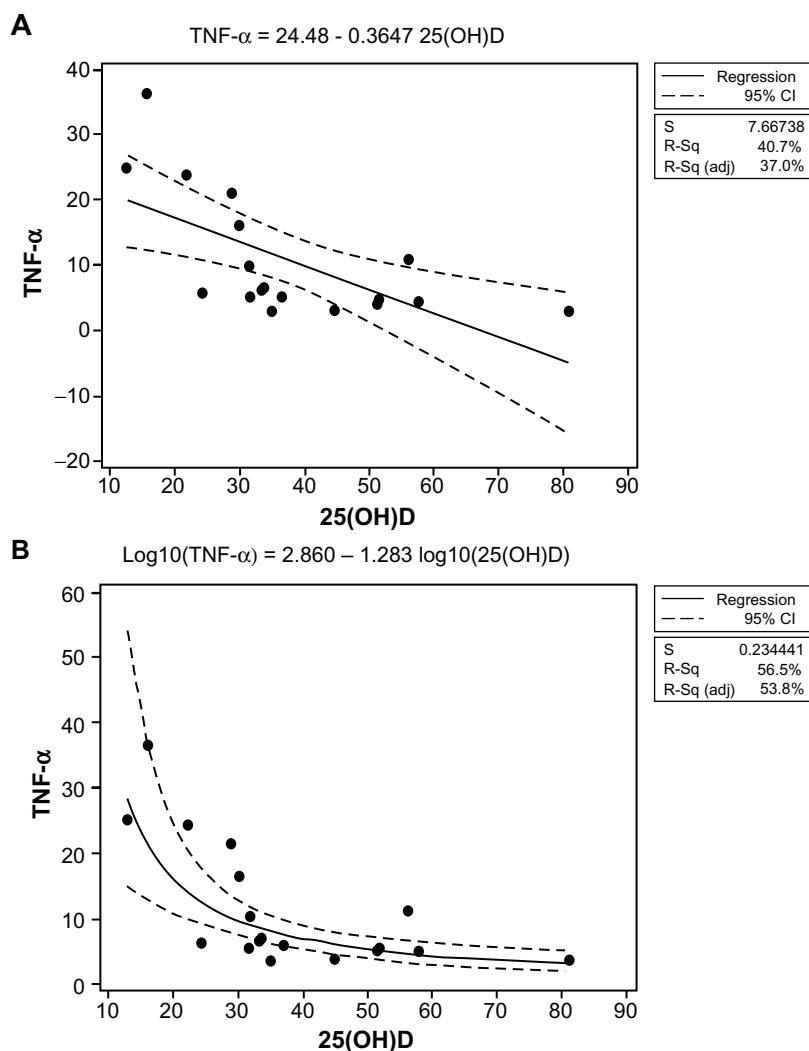 A
TNF-α = 24.48 - 0.3647 25(OH)D
40
30
20
10
0
–10
–20
TNF-α
10 20 30 40 50 60 70 80 90
25(OH)D
Regression
95% CI
S 7.66738
R-Sq 40.7%
R-Sq (adj) 37.0%
B
Log10(TNF-α) = 2.860 – 1.283 log10(25(OH)D)
60
50
40
30
20
10
0
TNF-α
10 20 30 40 50 60 70 80 90
25(OH)D
Regression
95% CI
S 0.234441
R-Sq 56.5%
R-Sq (adj) 53.8%